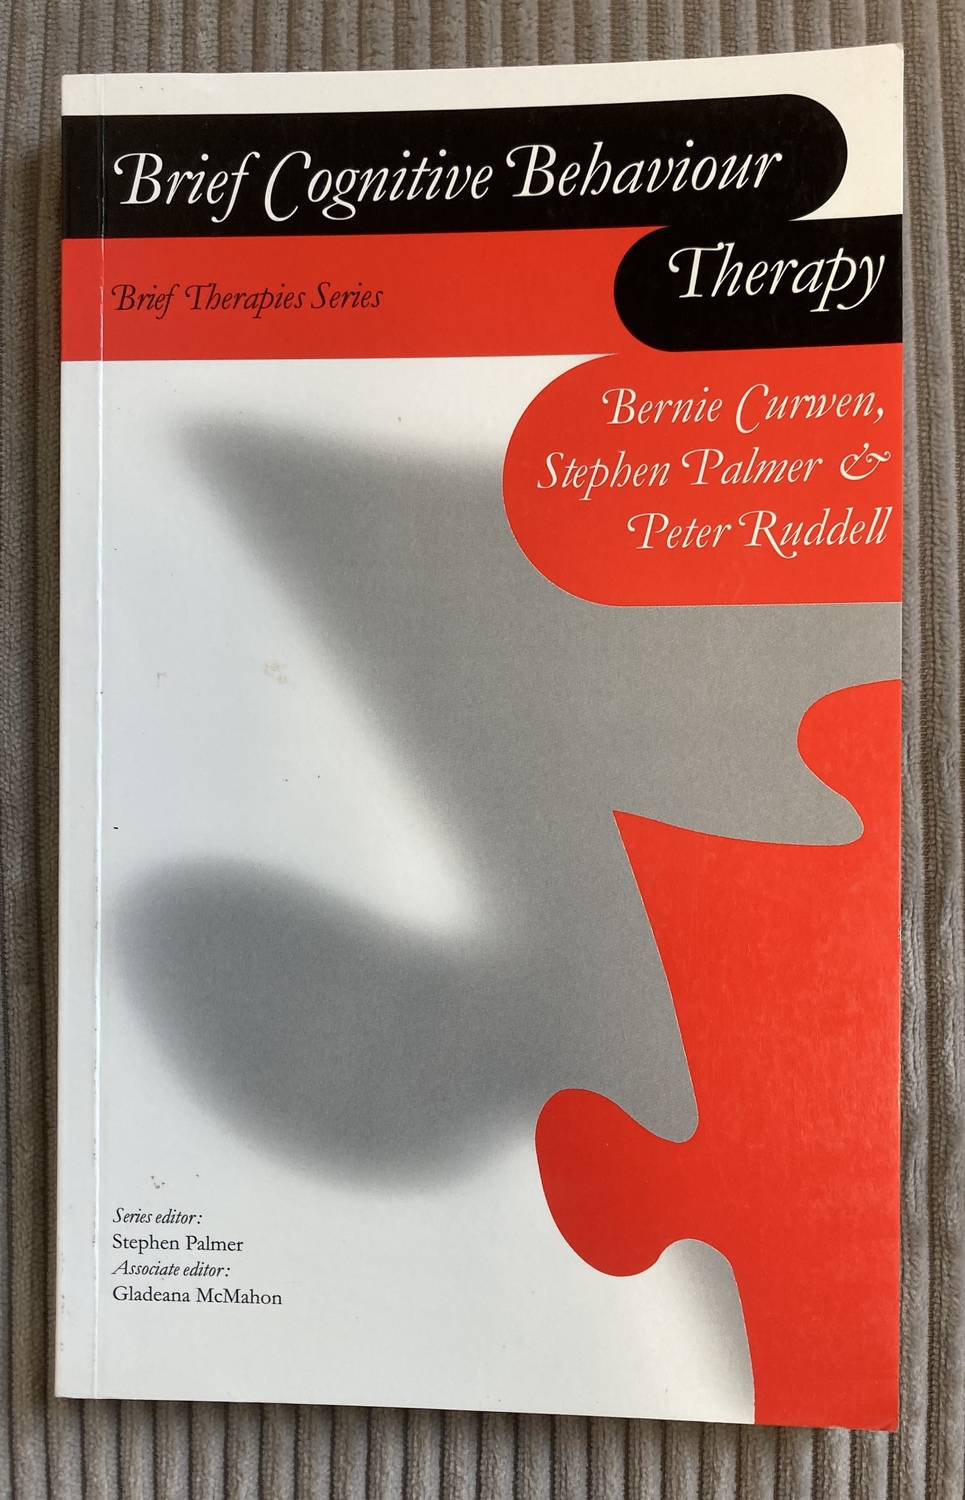 Brief Cognitive Behaviour
Therapy
Brief Therapies Series
Bernie Curwen,
Stephen Palmer &
Peter Ruddell
Series editor:
Stephen Palmer
Associate editor:
Gladeana McMahon